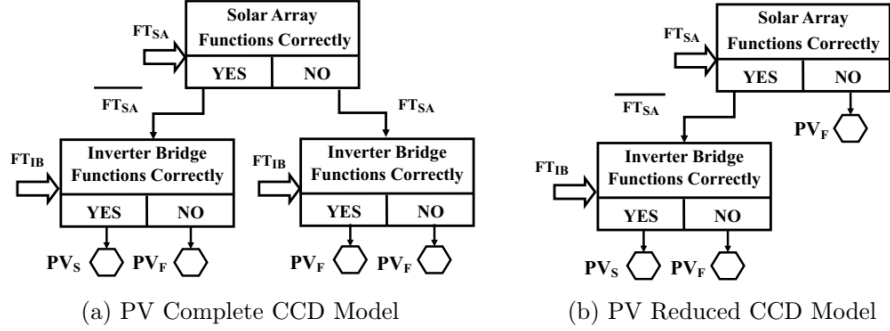 Solar Array
Functions Correctly
YES NO
FT_SA
FT_SA
FT_SA
Inverter Bridge
Functions Correctly
YES NO
FT_IB
PV_S PV_F
Inverter Bridge
Functions Correctly
YES NO
FT_IB
PV_F PV_F
(a) PV Complete CCD Model
Solar Array
Functions Correctly
YES NO
FT_SA
FT_SA
PV_F
Inverter Bridge
Functions Correctly
YES NO
FT_IB
PV_S PV_F
(b) PV Reduced CCD Model